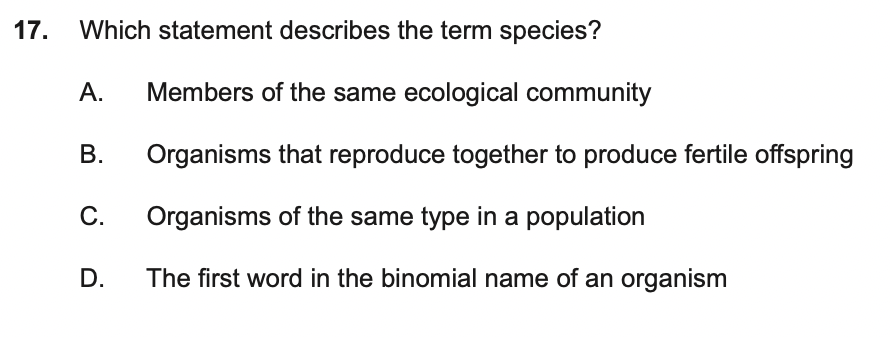 17. Which statement describes the term species?
A. Members of the same ecological community
B. Organisms that reproduce together to produce fertile offspring
C. Organisms of the same type in a population
D. The first word in the binomial name of an organism